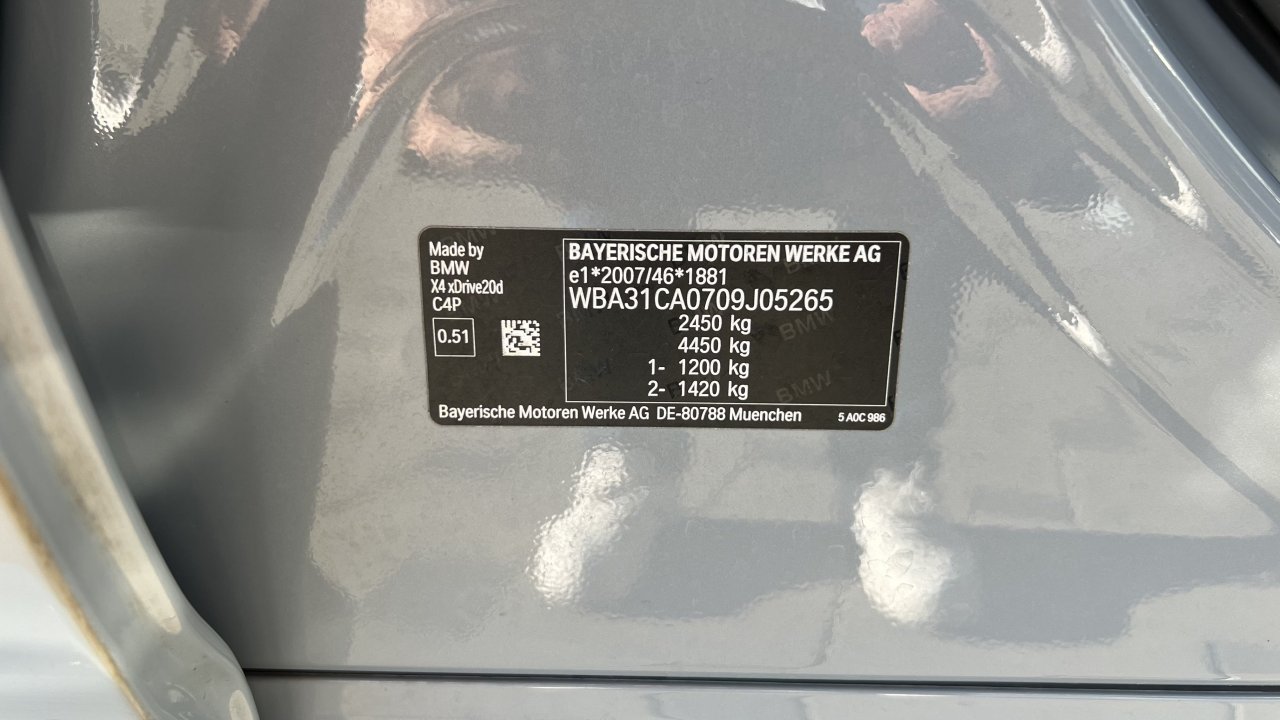 Made by
BMW
X4 xDrive20d
C4P
0.51
BAYERISCHE MOTOREN WERKE AG
e1*2007/46*1881
WBA31CA0709J05265
2450 kg
4450 kg
1- 1200 kg
2- 1420 kg
Bayerische Motoren Werke AG DE-80788 Muenchen
5 A0C 986